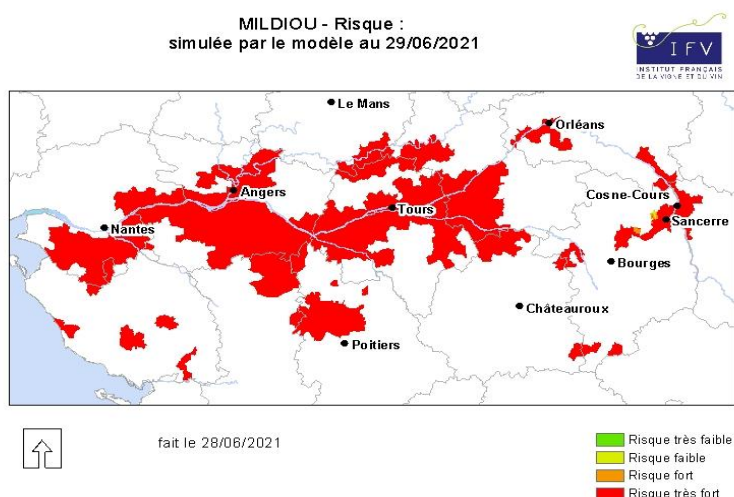 MILDIOU - Risque :
simulée par le modèle au 29/06/2021
IFV
INSTITUT FRANÇAIS
DE LA VIGNE ET DU VIN
Le Mans
Orléans
Angers
Cosne-Cours
Tours
Sancerre
Nantes
Bourges
Châteauroux
Poitiers
fait le 28/06/2021
Risque très faible
Risque faible
Risque fort
Risque très fort